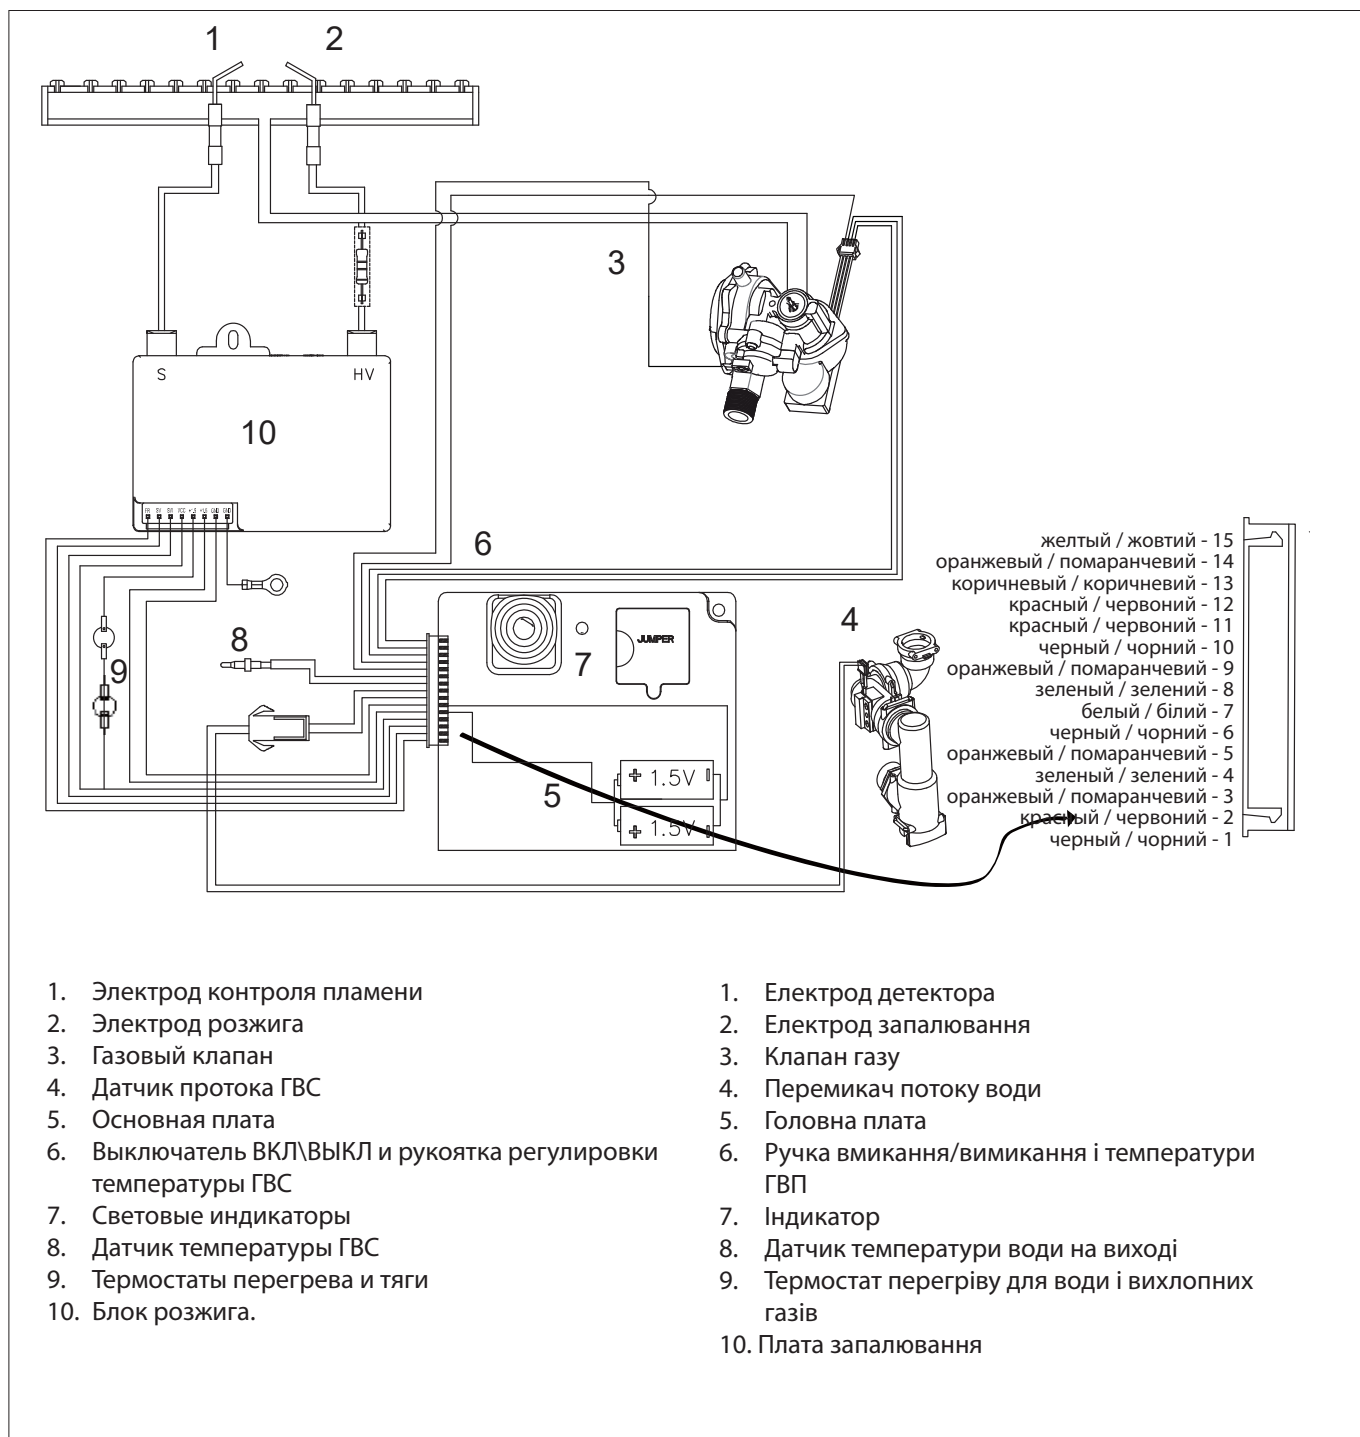 1
2
3
S
HV
10
FR
SV
BV
VCC
GND
GND
6
8
7
JUMPER
4
9
5
+ 1.5V -
+ 1.5V -
желтый / жовтий - 15
оранжевый / помаранчевий - 14
коричневый / коричневий - 13
красный / червоний - 12
красный / червоний - 11
черный / чорний - 10
оранжевый / помаранчевий - 9
зеленый / зелений - 8
белый / білий - 7
черный / чорний - 6
оранжевый / помаранчевий - 5
зеленый / зелений - 4
оранжевый / помаранчевий - 3
красный / червоний - 2
черный / чорний - 1
1. Электрод контроля пламени
2. Электрод розжига
3. Газовый клапан
4. Датчик протока ГВС
5. Основная плата
6. Выключатель ВКЛ\ВЫКЛ и рукоятка регулировки
температуры ГВС
7. Световые индикаторы
8. Датчик температуры ГВС
9. Термостаты перегрева и тяги
10. Блок розжига.
1. Електрод детектора
2. Електрод запалювання
3. Клапан газу
4. Перемикач потоку води
5. Головна плата
6. Ручка вмикання/вимикання і температури
ГВП
7. Індикатор
8. Датчик температури води на виході
9. Термостат перегріву для води і вихлопних
газів
10. Плата запалювання